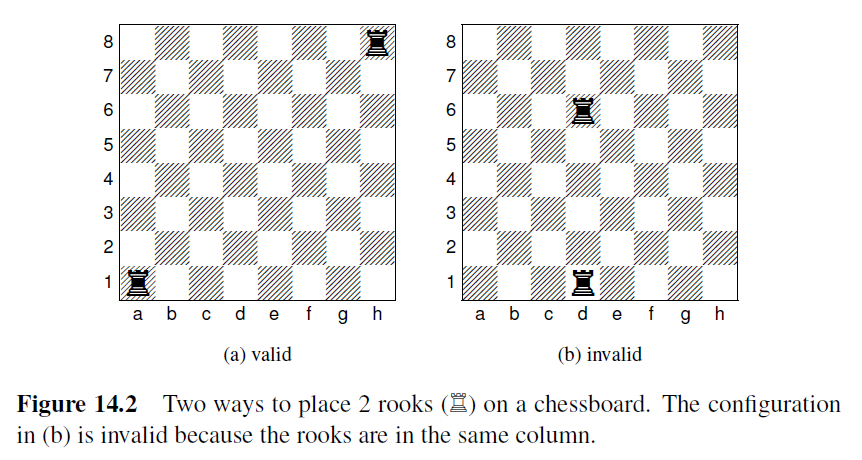 8 8
7 7
6 6
5 5
4 4
3 3
2 2
1 1
a b c d e f g h a b c d e f g h
(a) valid (b) invalid
Figure 14.2 Two ways to place 2 rooks (♖) on a chessboard. The configuration
in (b) is invalid because the rooks are in the same column.